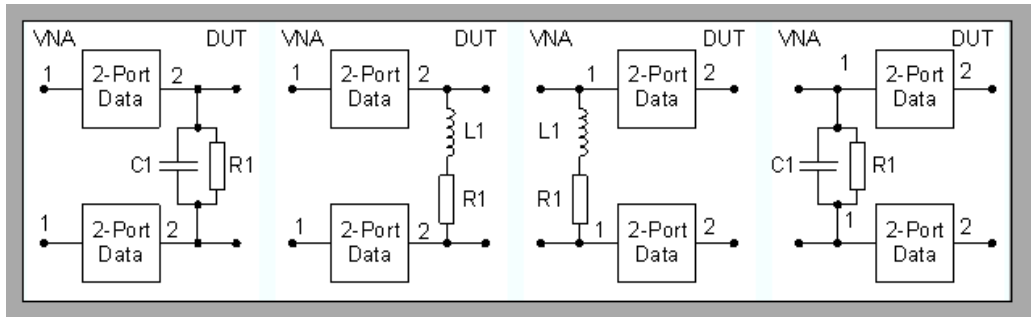 VNA DUT
1 2-Port Data 2
C1 R1
1 2-Port Data 2
VNA DUT
1 2-Port Data 2
L1
R1
1 2-Port Data 2
VNA DUT
1 2-Port Data 2
L1
R1
1 2-Port Data 2
VNA DUT
1 2-Port Data 2
C1 R1
1 2-Port Data 2